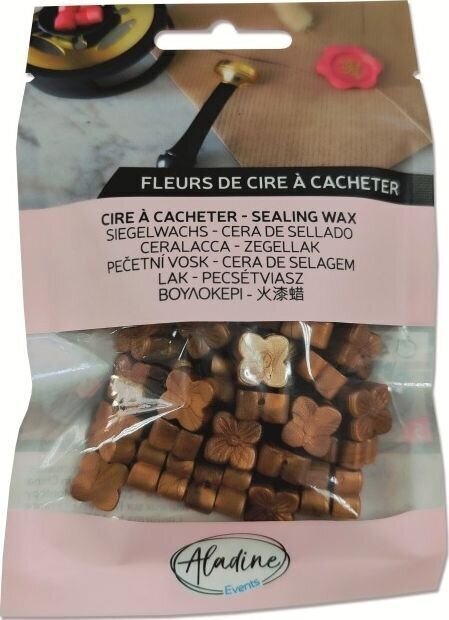 FLEURS DE CIRE À CACHETER
CIRE À CACHETER - SEALING WAX
SIEGELWACHS - CERA DE SELLADO
CERALACCA - ZEGELLAK
PEČETNÍ VOSK - CERA DE SELAGEM
LAK - PECSÉTVIASZ
ΒΟΥΛΟΚΕΡΙ - 火漆蜡
Aladine
Events